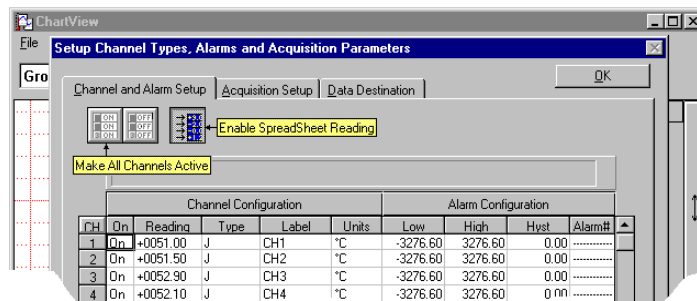 ChartView
File
Setup Channel Types, Alarms and Acquisition Parameters
Gro
OK
Channel and Alarm Setup Acquisition Setup Data Destination
ON OFF
ON OFF
ON OFF
Enable SpreadSheet Reading
Make All Channels Active
Channel Configuration Alarm Configuration
CH On Reading Type Label Units Low High Hyst Alarm#
1 On +0051.00 J CH1 °C -3276.60 3276.60 0.00 -----------
2 On +0051.50 J CH2 °C -3276.60 3276.60 0.00 -----------
3 On +0052.90 J CH3 °C -3276.60 3276.60 0.00 -----------
4 On +0052.10 J CH4 °C -3276.60 3276.60 0.00 -----------